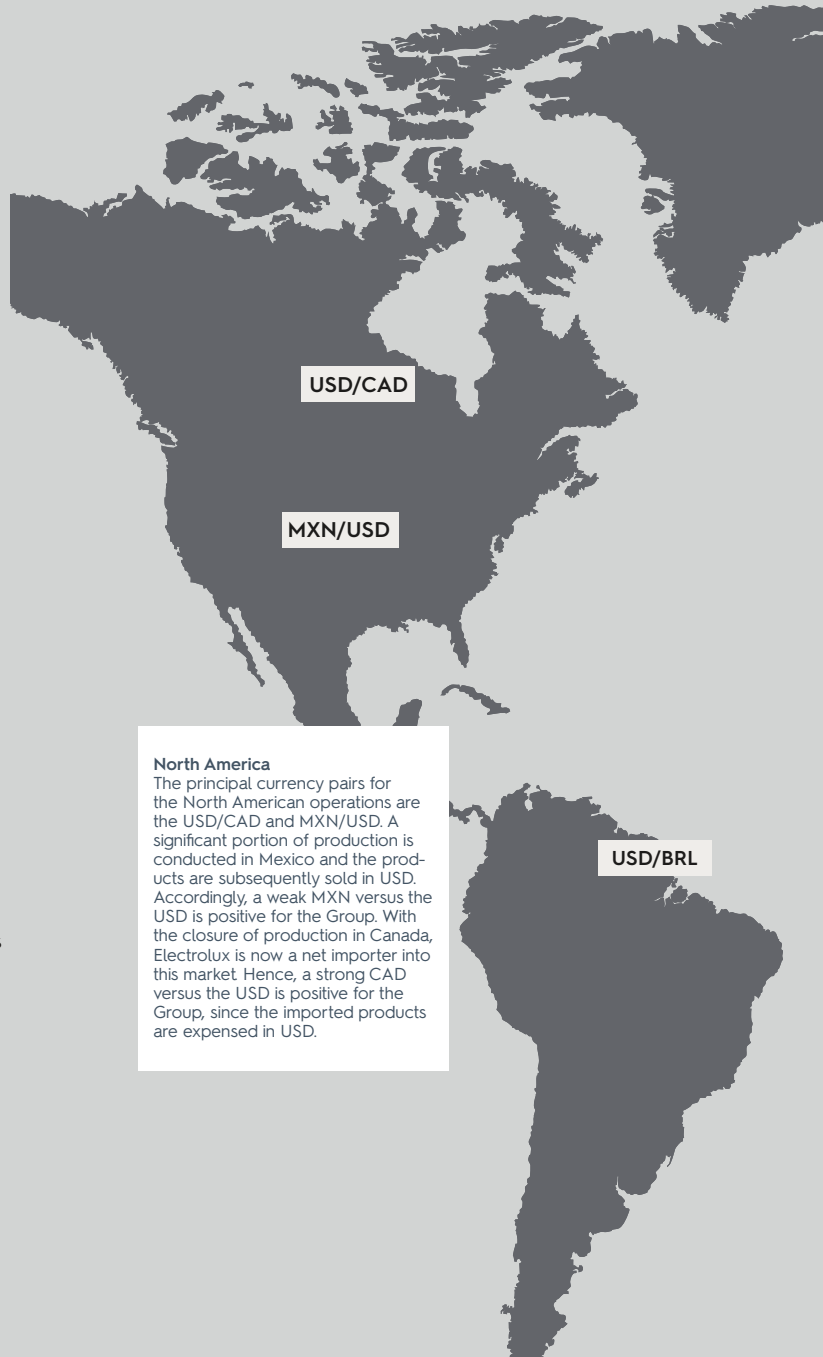 USD/CAD
MXN/USD
North America
The principal currency pairs for
the North American operations are
the USD/CAD and MXN/USD. A
significant portion of production is
conducted in Mexico and the prod-
ucts are subsequently sold in USD.
Accordingly, a weak MXN versus the
USD is positive for the Group. With
the closure of production in Canada,
Electrolux is now a net importer into
this market. Hence, a strong CAD
versus the USD is positive for the
Group, since the imported products
are expensed in USD.
USD/BRL